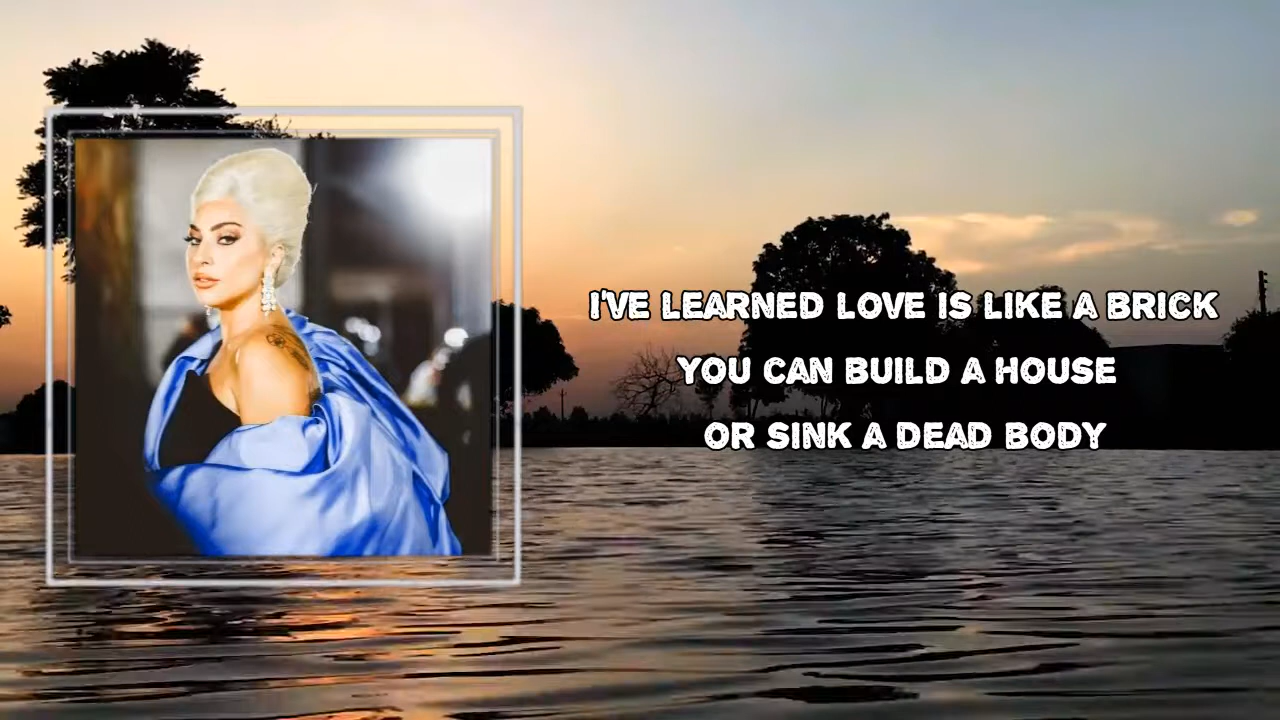 I'VE LEARNED LOVE IS LIKE A BRICK
YOU CAN BUILD A HOUSE
OR SINK A DEAD BODY